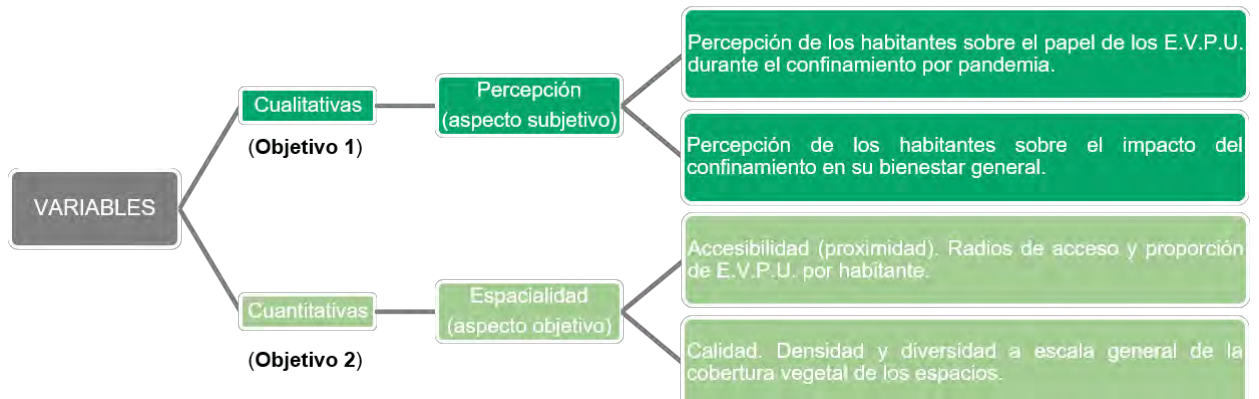 VARIABLES
Cualitativas
(Objetivo 1)
Percepción
(aspecto subjetivo)
Percepción de los habitantes sobre el papel de los E.V.P.U.
durante el confinamiento por pandemia.
Percepción de los habitantes sobre el impacto del
confinamiento en su bienestar general.
Cuantitativas
(Objetivo 2)
Espacialidad
(aspecto objetivo)
Accesibilidad (proximidad). Radios de acceso y proporción
de E.V.P.U. por habitante.
Calidad. Densidad y diversidad a escala general de la
cobertura vegetal de los espacios.